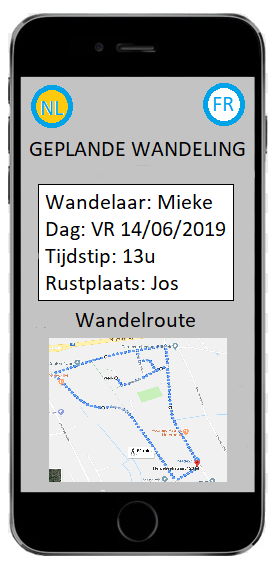 NL FR
GEPLANDE WANDELING
Wandelaar: Mieke
Dag: VR 14/06/2019
Tijdstip: 13u
Rustplaats: Jos
Wandelroute